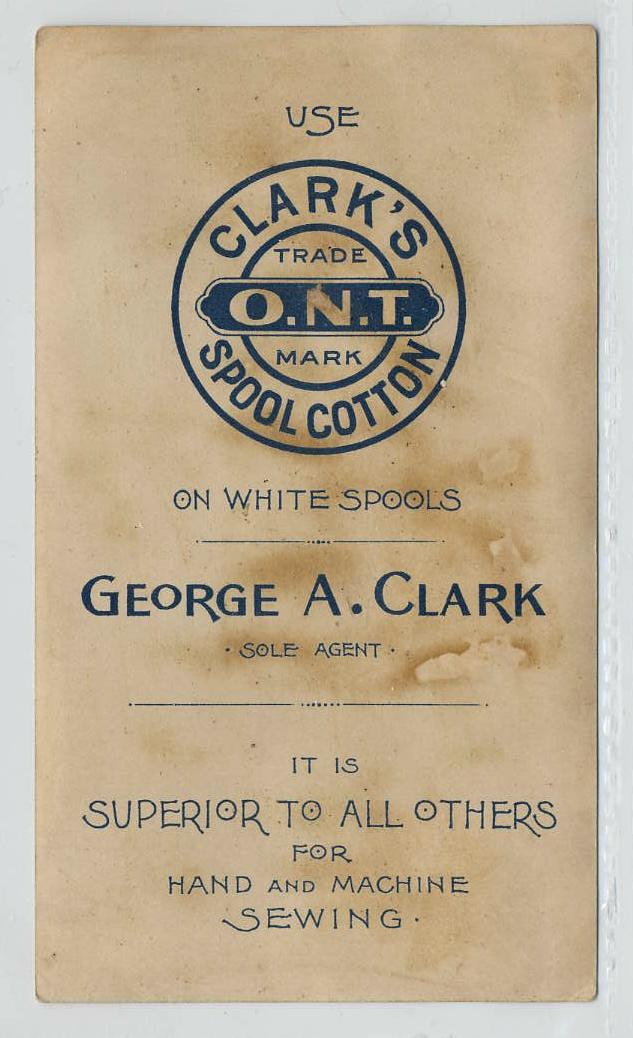 USE
CLARK'S
TRADE
O.N.T.
MARK
SPOOL COTTON
ON WHITE SPOOLS
GEORGE A. CLARK
· SOLE AGENT ·
IT IS
SUPERIOR TO ALL OTHERS
FOR
HAND AND MACHINE
SEWING.